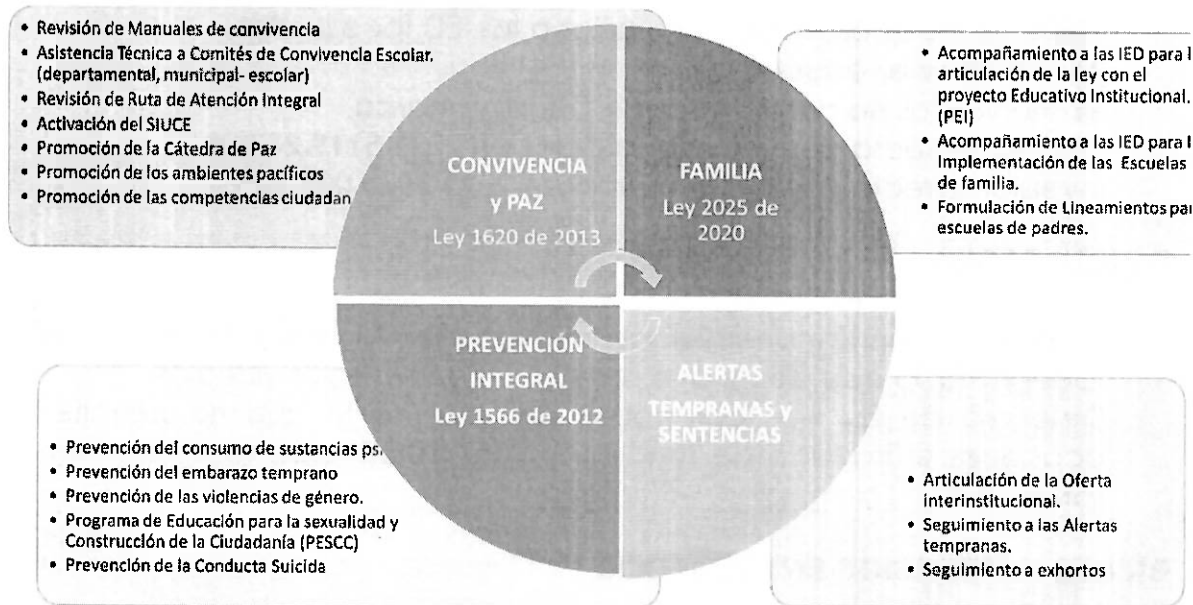 • Revisión de Manuales de convivencia
• Asistencia Técnica a Comités de Convivencia Escolar.
(departamental, municipal- escolar)
• Revisión de Ruta de Atención Integral
• Activación del SIUCE
• Promoción de la Cátedra de Paz
• Promoción de los ambientes pacíficos
• Promoción de las competencias ciudadan
CONVIVENCIA
y PAZ
Ley 1620 de 2013
FAMILIA
Ley 2025 de
2020
• Acompañamiento a las IED para l
articulación de la ley con el
proyecto Educativo Institucional.
(PEI)
• Acompañamiento a las IED para l
Implementación de las Escuelas
de familia.
• Formulación de Lineamientos par
escuelas de padres.
PREVENCIÓN
INTEGRAL
Ley 1566 de 2012
ALERTAS
TEMPRANAS y
SENTENCIAS
• Prevención del consumo de sustancias
• Prevención del embarazo temprano
• Prevención de las violencias de género.
• Programa de Educación para la sexualidad y
Construcción de la Ciudadanía (PESCC)
• Prevención de la Conducta Suicida
• Articulación de la Oferta
interinstitucional.
• Seguimiento a las Alertas
tempranas.
• Seguimiento a exhortos